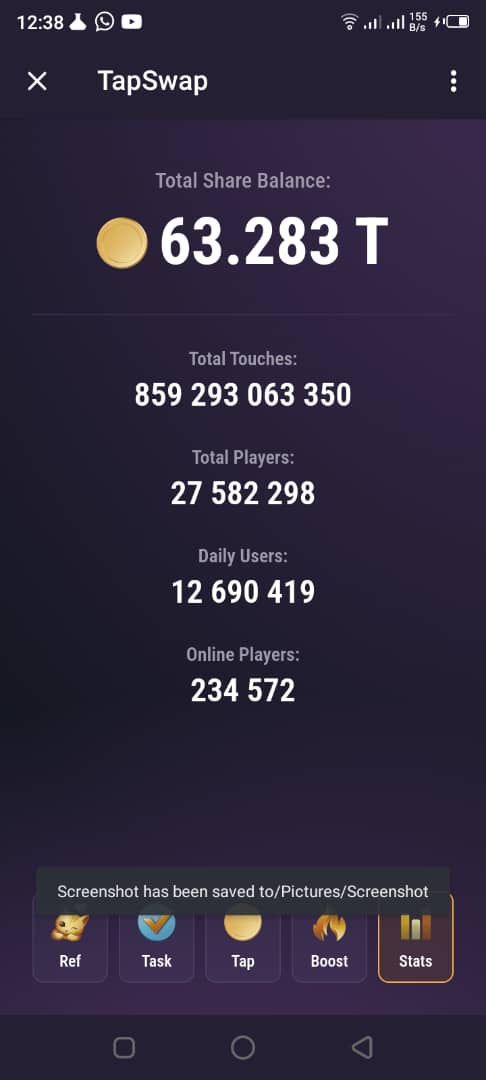 12:38
155
B/s
TapSwap
Total Share Balance:
63.283 T
Total Touches:
859 293 063 350
Total Players:
27 582 298
Daily Users:
12 690 419
Online Players:
234 572
Screenshot has been saved to/Pictures/Screenshot
Ref Task Tap Boost Stats